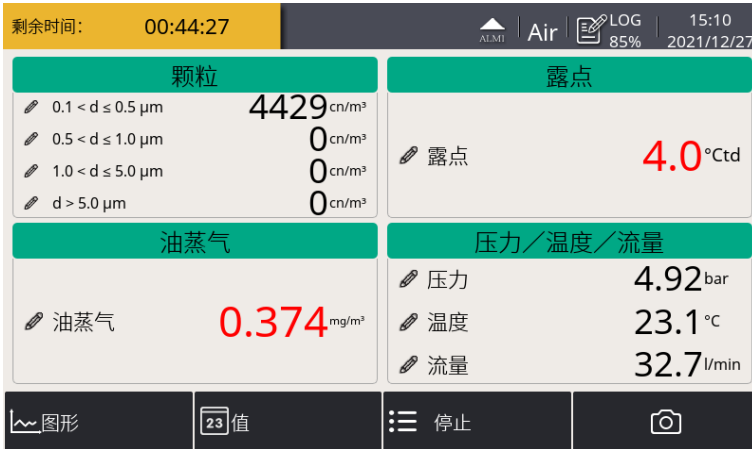 剩余时间: 00:44:27
ALMI
Air
LOG
85%
15:10
2021/12/27
颗粒
0.1 < d ≤ 0.5 µm 4429 cn/m³
0.5 < d ≤ 1.0 µm 0 cn/m³
1.0 < d ≤ 5.0 µm 0 cn/m³
d > 5.0 µm 0 cn/m³
露点
露点 4.0 °Ctd
油蒸气
油蒸气 0.374 mg/m³
压力／温度／流量
压力 4.92 bar
温度 23.1 °C
流量 32.7 l/min
图形
23 值
停止